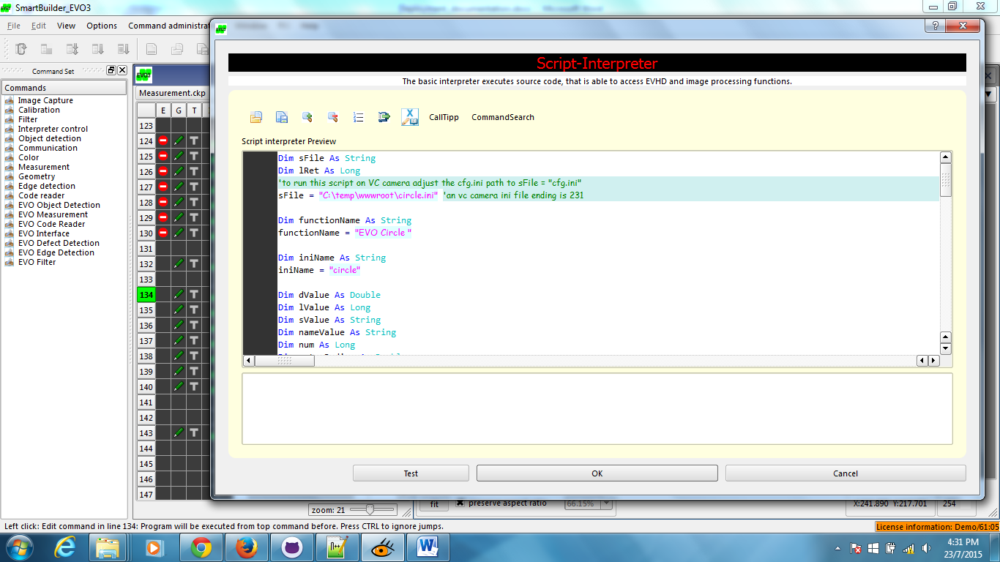 SmartBuilder_EVO3
File Edit View Options Command administrat
Command Set
Commands
Image Capture
Calibration
Filter
Interpreter control
Object detection
Communication
Color
Measurement
Geometry
Edge detection
Code reader
EVO Object Detection
EVO Measurement
EVO Code Reader
EVO Interface
EVO Defect Detection
EVO Edge Detection
EVO Filter
EVO3
Measurement.ckp
E G T
123
124 T
125 T
126 T
127 T
128 T
129 T
130 T
131
132 T
133
134 T
135 T
136 T
137 T
138 T
139 T
140 T
141
142
143 T
144
145
146
147
zoom: 21
Script-Interpreter
The basic interpreter executes source code, that is able to access EVHD and image processing functions.
CallTipp CommandSearch
Script interpreter Preview
Dim sFile As String
Dim lRet As Long
'to run this script on VC camera adjust the cfg.ini path to sFile = "cfg.ini"
sFile = "C:\temp\wwwroot\circle.ini" 'an vc camera ini file ending is 231
Dim functionName As String
functionName = "EVO Circle "
Dim iniName As String
iniName = "circle"
Dim dValue As Double
Dim lValue As Long
Dim sValue As String
Dim nameValue As String
Dim num As Long
Test OK Cancel
fit preserve aspect ratio 66.15% X:241.890 Y:217.701 254
Left click: Edit command in line 134: Program will be executed from top command before. Press CTRL to ignore jumps.
License information: Demo/61:05
4:31 PM
23/7/2015